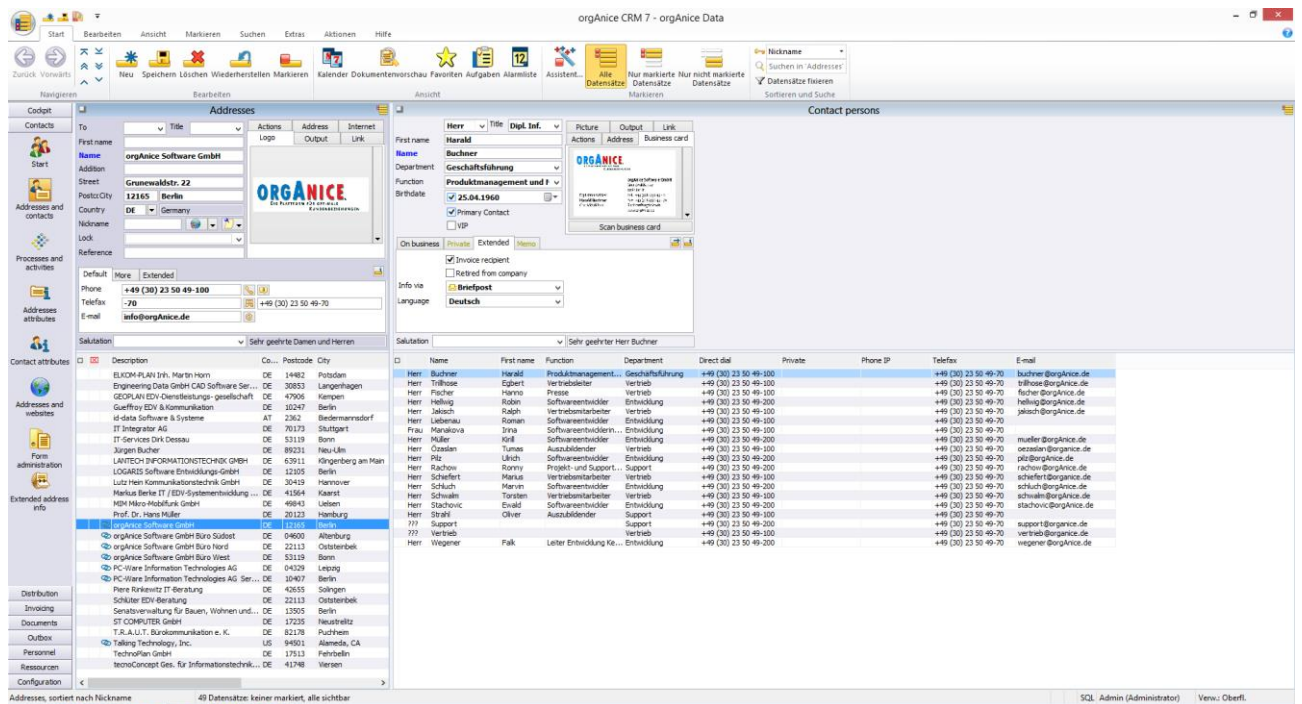 orgAnice CRM 7 - orgAnice Data
Start Bearbeiten Ansicht Markieren Suchen Extras Aktionen Hilfe
Zurück Vorwärts
Neu Speichern Löschen Wiederherstellen Markieren
Kalender Dokumentenvorschau Favoriten Aufgaben Alarmliste
Assistent... Alle Datensätze Nur markierte Datensätze Nur nicht markierte Datensätze
Nickname
Suchen in 'Addresses'
Datensätze fixieren
Navigieren Bearbeiten Ansicht Markieren Sortieren und Suche
Cockpit
Contacts
Start
Addresses and contacts
Processes and activities
Addresses attributes
Contact attributes
Addresses and websites
Form administration
Extended address info
Distribution
Invoicing
Documents
Outbox
Personnel
Ressourcen
Configuration
Addresses
To Title
First name
Name orgAnice Software GmbH
Addition
Street Grunewaldstr. 22
12165 Berlin
Country DE Germany
Nickname
Lock
Reference
Actions Address Internet
Logo Output Link
ORGANICE
Default More Extended
Phone +49 (30) 23 50 49-100
Telefax -70 +49 (30) 23 50 49-70
E-mail info@orgAnice.de
Salutation Sehr geehrte Damen und Herren
Description Co... Postcode City
ELKOM-PLAN Inh. Martin Horn DE 14482 Potsdam
Engineering Data GmbH CAD Software Ser... DE 30853 Langenhagen
GEOPLAN EDV-Dienstleistungs- gesellschaft DE 47906 Kempen
Gueffroy EDV & Kommunikation DE 10247 Berlin
id-data Software & Systeme AT 2362 Biedermannsdorf
IT Integrator AG DE 70173 Stuttgart
IT-Services Dirk Dessau DE 53119 Bonn
Jürgen Bucher DE 89231 Neu-Ulm
LANTECH INFORMATIONSTECHNIK GMBH DE 63911 Klingenberg am Main
LOGARIS Software Entwicklungs-GmbH DE 12105 Berlin
Lutz Hein Kommunikationstechnik GmbH DE 30419 Hannover
Markus Berke IT / EDV-Systementwicklung ... DE 41564 Kaarst
MIM Mikro-Mobilfunk GmbH DE 49843 Uelsen
Prof. Dr. Hans Müller DE 20123 Hamburg
orgAnice Software GmbH DE 12165 Berlin
orgAnice Software GmbH Büro Südost DE 04600 Altenburg
orgAnice Software GmbH Büro Nord DE 22113 Oststeinbek
orgAnice Software GmbH Büro West DE 53119 Bonn
PC-Ware Information Technologies AG DE 04329 Leipzig
PC-Ware Information Technologies AG Ser... DE 10407 Berlin
Piere Rinkewitz IT-Beratung DE 42655 Solingen
Schlüter EDV-Beratung DE 22113 Oststeinbek
Senatsverwaltung für Bauen, Wohnen und... DE 13505 Berlin
ST COMPUTER GmbH DE 17235 Neustrelitz
T.R.A.U.T. Bürokommunikation e. K. DE 82178 Puchheim
Talking Technology, Inc. US 94501 Alameda, CA
TechnoPlan GmbH DE 17513 Fehrbellin
tecnoConcept Ges. für Informationstechnik... DE 41748 Viersen
Contact persons
Herr Title Dipl. Inf.
First name Harald
Name Buchner
Department Geschäftsführung
Function Produktmanagement und
Birthdate 25.04.1960
Primary Contact
VIP
Picture Output Link
Actions Address Business card
ORGANICE
Scan business card
On business Private Extended Memo
Invoice recipient
Retired from company
Info via Briefpost
Language Deutsch
Salutation Sehr geehrter Herr Buchner
Name First name Function Department Direct dial Private Phone IP Telefax E-mail
Herr Buchner Harald Produktmanagement... Geschäftsführung +49 (30) 23 50 49-100 +49 (30) 23 50 49-70 buchner@orgAnice.de
Herr Trillhose Egbert Vertriebsleiter Vertrieb +49 (30) 23 50 49-100 +49 (30) 23 50 49-70 trillhose@orgAnice.de
Herr Fischer Hanno Presse Vertrieb +49 (30) 23 50 49-100 +49 (30) 23 50 49-70 fischer@orgAnice.de
Herr Hellwig Robin Softwareentwickler Entwicklung +49 (30) 23 50 49-200 +49 (30) 23 50 49-70 hellwig@orgAnice.de
Herr Jakisch Ralph Vertriebsmitarbeiter Vertrieb +49 (30) 23 50 49-100 +49 (30) 23 50 49-70 jakisch@orgAnice.de
Herr Liebenau Roman Softwareentwickler Entwicklung +49 (30) 23 50 49-100 +49 (30) 23 50 49-70
Frau Manakova Irina Softwareentwicklerin... Entwicklung +49 (30) 23 50 49-100 +49 (30) 23 50 49-70
Herr Müller Kirill Softwareentwickler Entwicklung +49 (30) 23 50 49-200 +49 (30) 23 50 49-70 mueller@orgAnice.de
Herr Özaslan Tumas Auszubildender Vertrieb +49 (30) 23 50 49-100 +49 (30) 23 50 49-70 oezaslan@organice.de
Herr Pilz Ulrich Softwareentwickler Entwicklung +49 (30) 23 50 49-200 +49 (30) 23 50 49-70 pilz@orgAnice.de
Herr Rachow Ronny Projekt- und Support... Support +49 (30) 23 50 49-200 +49 (30) 23 50 49-70 rachow@orgAnice.de
Herr Schiefert Marius Vertriebsmitarbeiter Vertrieb +49 (30) 23 50 49-100 +49 (30) 23 50 49-70 schiefert@organice.de
Herr Schluch Marvin Softwareentwickler Entwicklung +49 (30) 23 50 49-200 +49 (30) 23 50 49-70 schluch@orgAnice.de
Herr Schwalm Torsten Vertriebsmitarbeiter Vertrieb +49 (30) 23 50 49-100 +49 (30) 23 50 49-70 schwalm@orgAnice.de
Herr Stachovic Ewald Softwareentwickler Entwicklung +49 (30) 23 50 49-200 +49 (30) 23 50 49-70 stachovic@orgAnice.de
Herr Strahl Oliver Auszubildender Support +49 (30) 23 50 49-100 +49 (30) 23 50 49-70
??? Support Support +49 (30) 23 50 49-200 +49 (30) 23 50 49-70 support@organice.de
??? Vertrieb Vertrieb +49 (30) 23 50 49-100 +49 (30) 23 50 49-70 vertrieb@organice.de
Herr Wegener Falk Leiter Entwicklung Ke... Entwicklung +49 (30) 23 50 49-200 +49 (30) 23 50 49-70 wegener@orgAnice.de
Addresses, sortiert nach Nickname 49 Datensätze: keiner markiert, alle sichtbar SQL Admin (Administrator) Verw.: Oberfl.